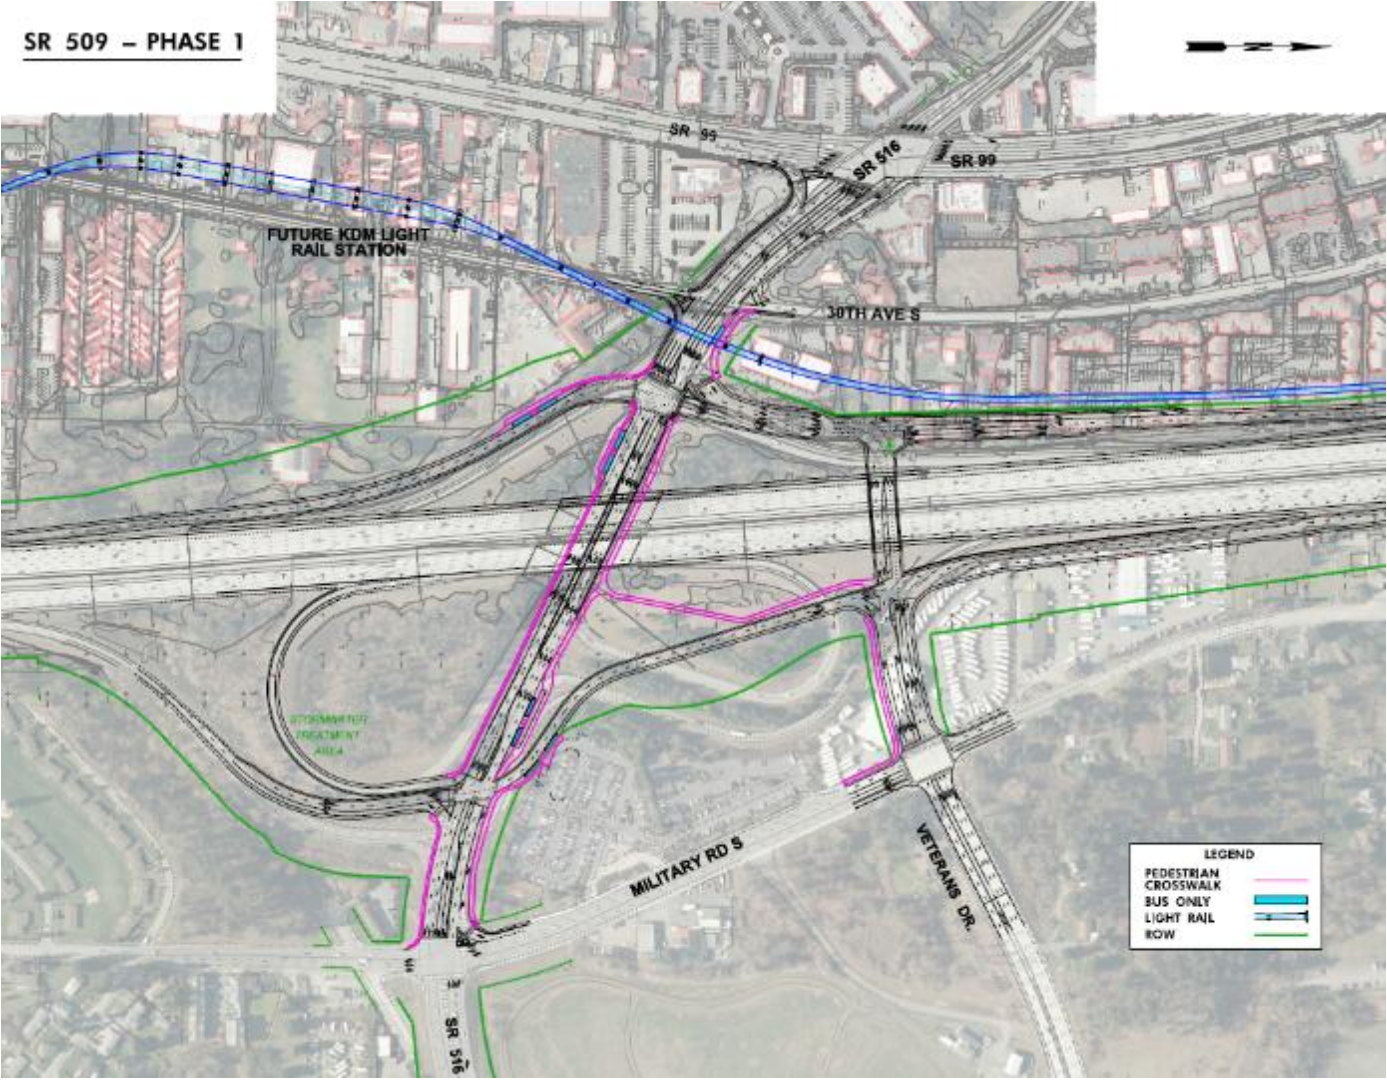 SR 509 – PHASE 1
N
SR 99
SR 516
SR 99
FUTURE KDM LIGHT
RAIL STATION
30TH AVE S
STORMWATER
TREATMENT
AREA
MILITARY RD S
VETERANS DR.
SR 516
LEGEND
PEDESTRIAN
CROSSWALK
BUS ONLY
LIGHT RAIL
ROW